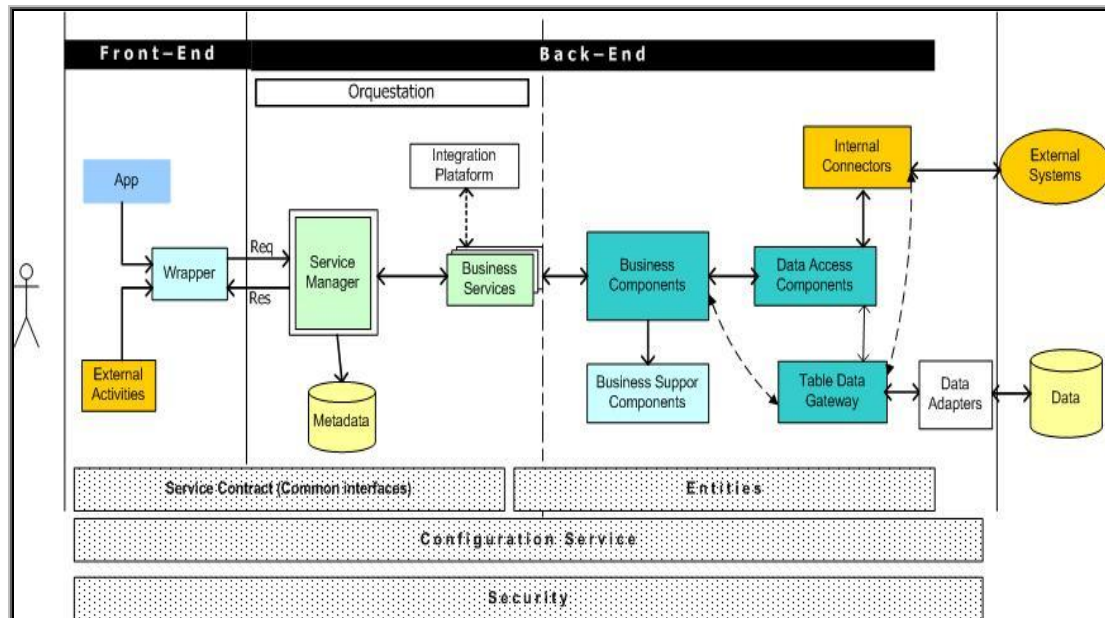 Front-End
Back-End
Orquestation
Integration
Plataform
Internal
Connectors
External
Systems
App
Req
Wrapper
Service
Manager
Business
Services
Business
Components
Data Access
Components
Res
External
Activities
Metadata
Business Suppor
Components
Table Data
Gateway
Data
Adapters
Data
Service Contract (Common interfaces)
Entities
Configuration Service
Security